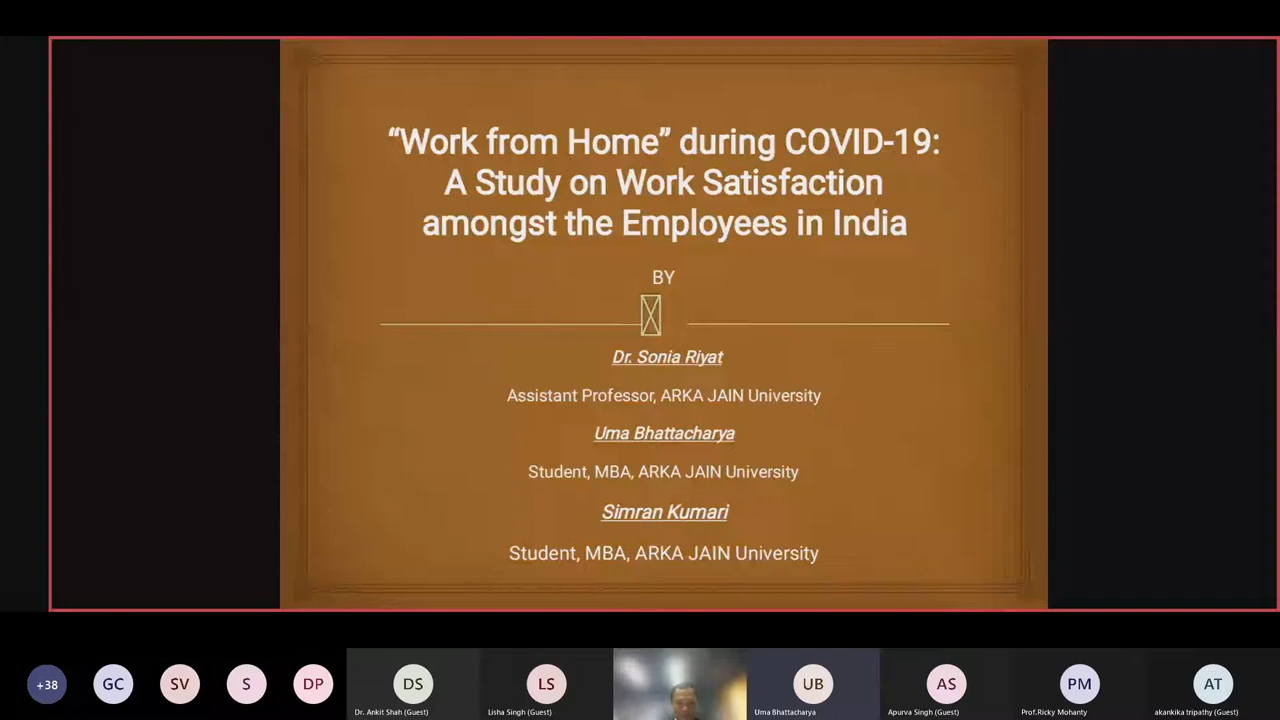 “Work from Home” during COVID-19:
A Study on Work Satisfaction
amongst the Employees in India
BY
Dr. Sonia Riyat
Assistant Professor, ARKA JAIN University
Uma Bhattacharya
Student, MBA, ARKA JAIN University
Simran Kumari
Student, MBA, ARKA JAIN University
+38
GC
SV
S
DP
DS
LS
UB
AS
PM
AT
Dr. Ankit Shah (Guest)
Lisha Singh (Guest)
Uma Bhattacharya
Apurva Singh (Guest)
Prof.Ricky Mohanty
akankika tripathy (Guest)